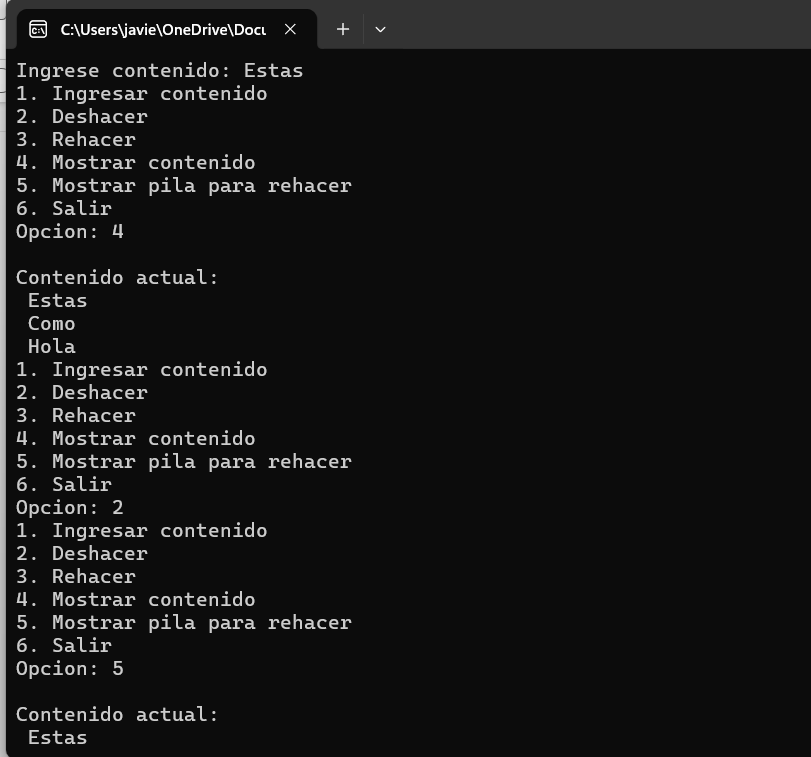 C:\Users\javie\OneDrive\Docu
Ingrese contenido: Estas
1. Ingresar contenido
2. Deshacer
3. Rehacer
4. Mostrar contenido
5. Mostrar pila para rehacer
6. Salir
Opcion: 4
Contenido actual:
Estas
Como
Hola
1. Ingresar contenido
2. Deshacer
3. Rehacer
4. Mostrar contenido
5. Mostrar pila para rehacer
6. Salir
Opcion: 2
1. Ingresar contenido
2. Deshacer
3. Rehacer
4. Mostrar contenido
5. Mostrar pila para rehacer
6. Salir
Opcion: 5
Contenido actual:
Estas